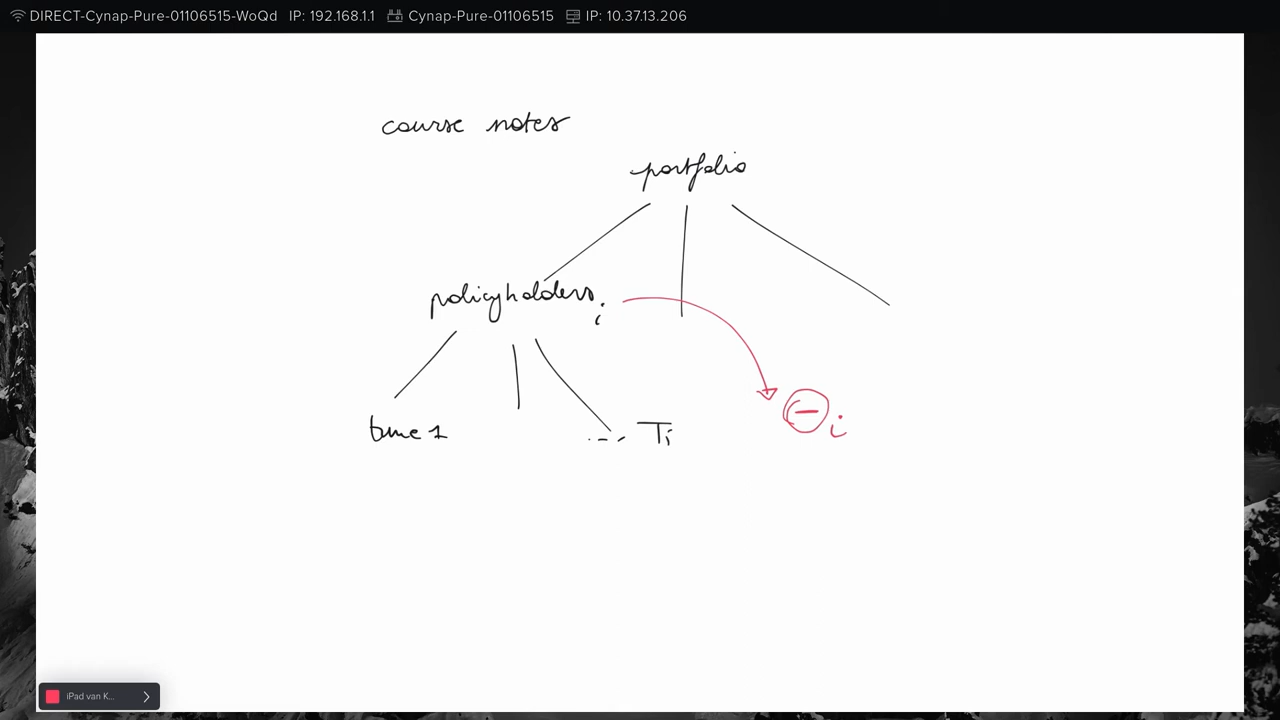 DIRECT-Cynap-Pure-01106515-WoQd IP: 192.168.1.1 Cynap-Pure-01106515 IP: 10.37.13.206
course notes
portfolio
policyholders i
Θi
time 1 ... Ti
iPad van K...